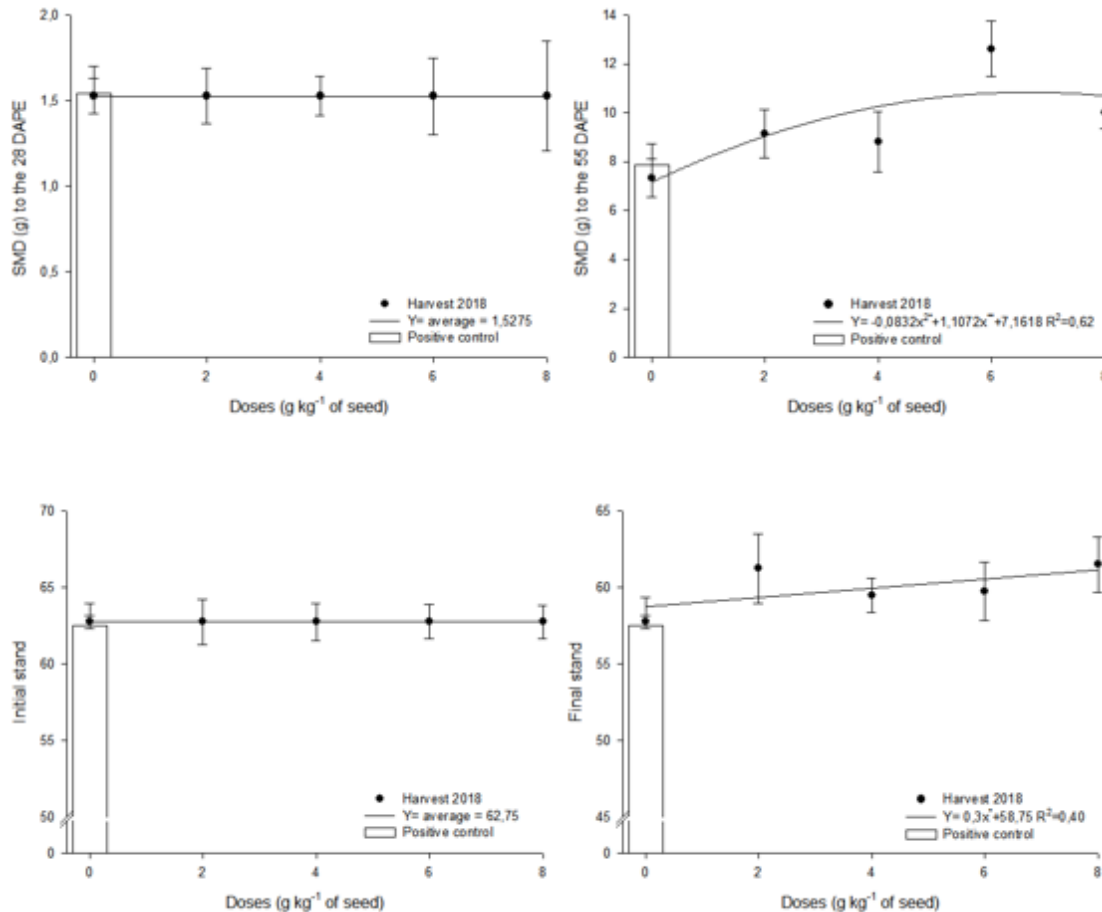 2,0
1,5
1,0
0,5
0,0
SMD (g) to the 28 DAPE
Harvest 2018
Y= average = 1,5275
Positive control
0 2 4 6 8
Doses (g kg⁻¹ of seed)
14
12
10
8
6
4
2
0
SMD (g) to the 55 DAPE
Harvest 2018
Y= -0,0832x²⁺+1,1072x**+7,1618 R²=0,62
Positive control
0 2 4 6 8
Doses (g kg⁻¹ of seed)
70
65
60
55
50
0
Initial stand
Harvest 2018
Y= average = 62,75
Positive control
0 2 4 6 8
Doses (g kg⁻¹ of seed)
65
60
55
50
45
0
Final stand
Harvest 2018
Y= 0,3x*+58,75 R²=0,40
Positive control
0 2 4 6 8
Doses (g kg⁻¹ of seed)